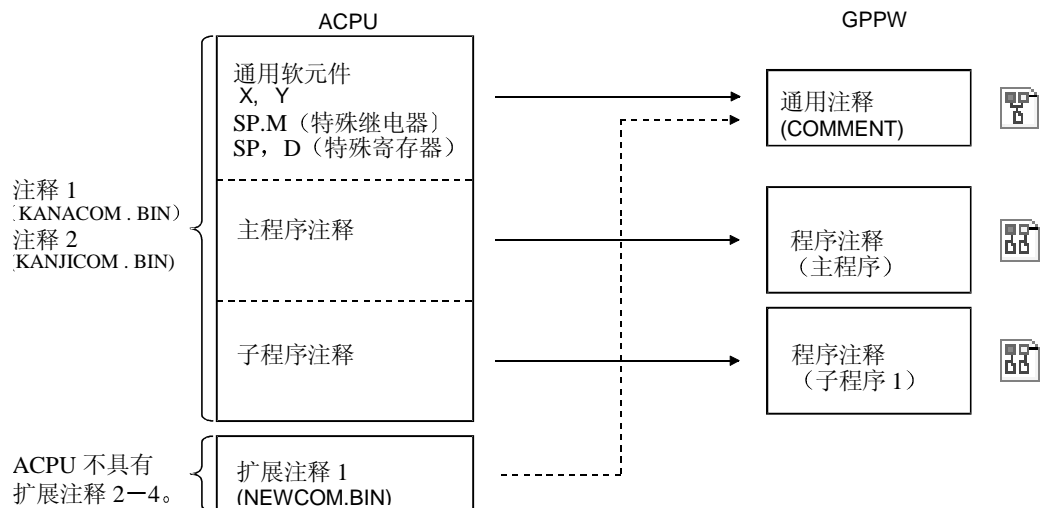 ACPU
GPPW
通用软元件
X, Y
SP.M（特殊继电器〕
SP，D（特殊寄存器）
通用注释
(COMMENT)
注释 1
(KANACOM . BIN）
注释 2
(KANJICOM . BIN)
主程序注释
程序注释
（主程序）
子程序注释
程序注释
（子程序 1）
ACPU 不具有
扩展注释 2－4。
扩展注释 1
(NEWCOM.BIN)